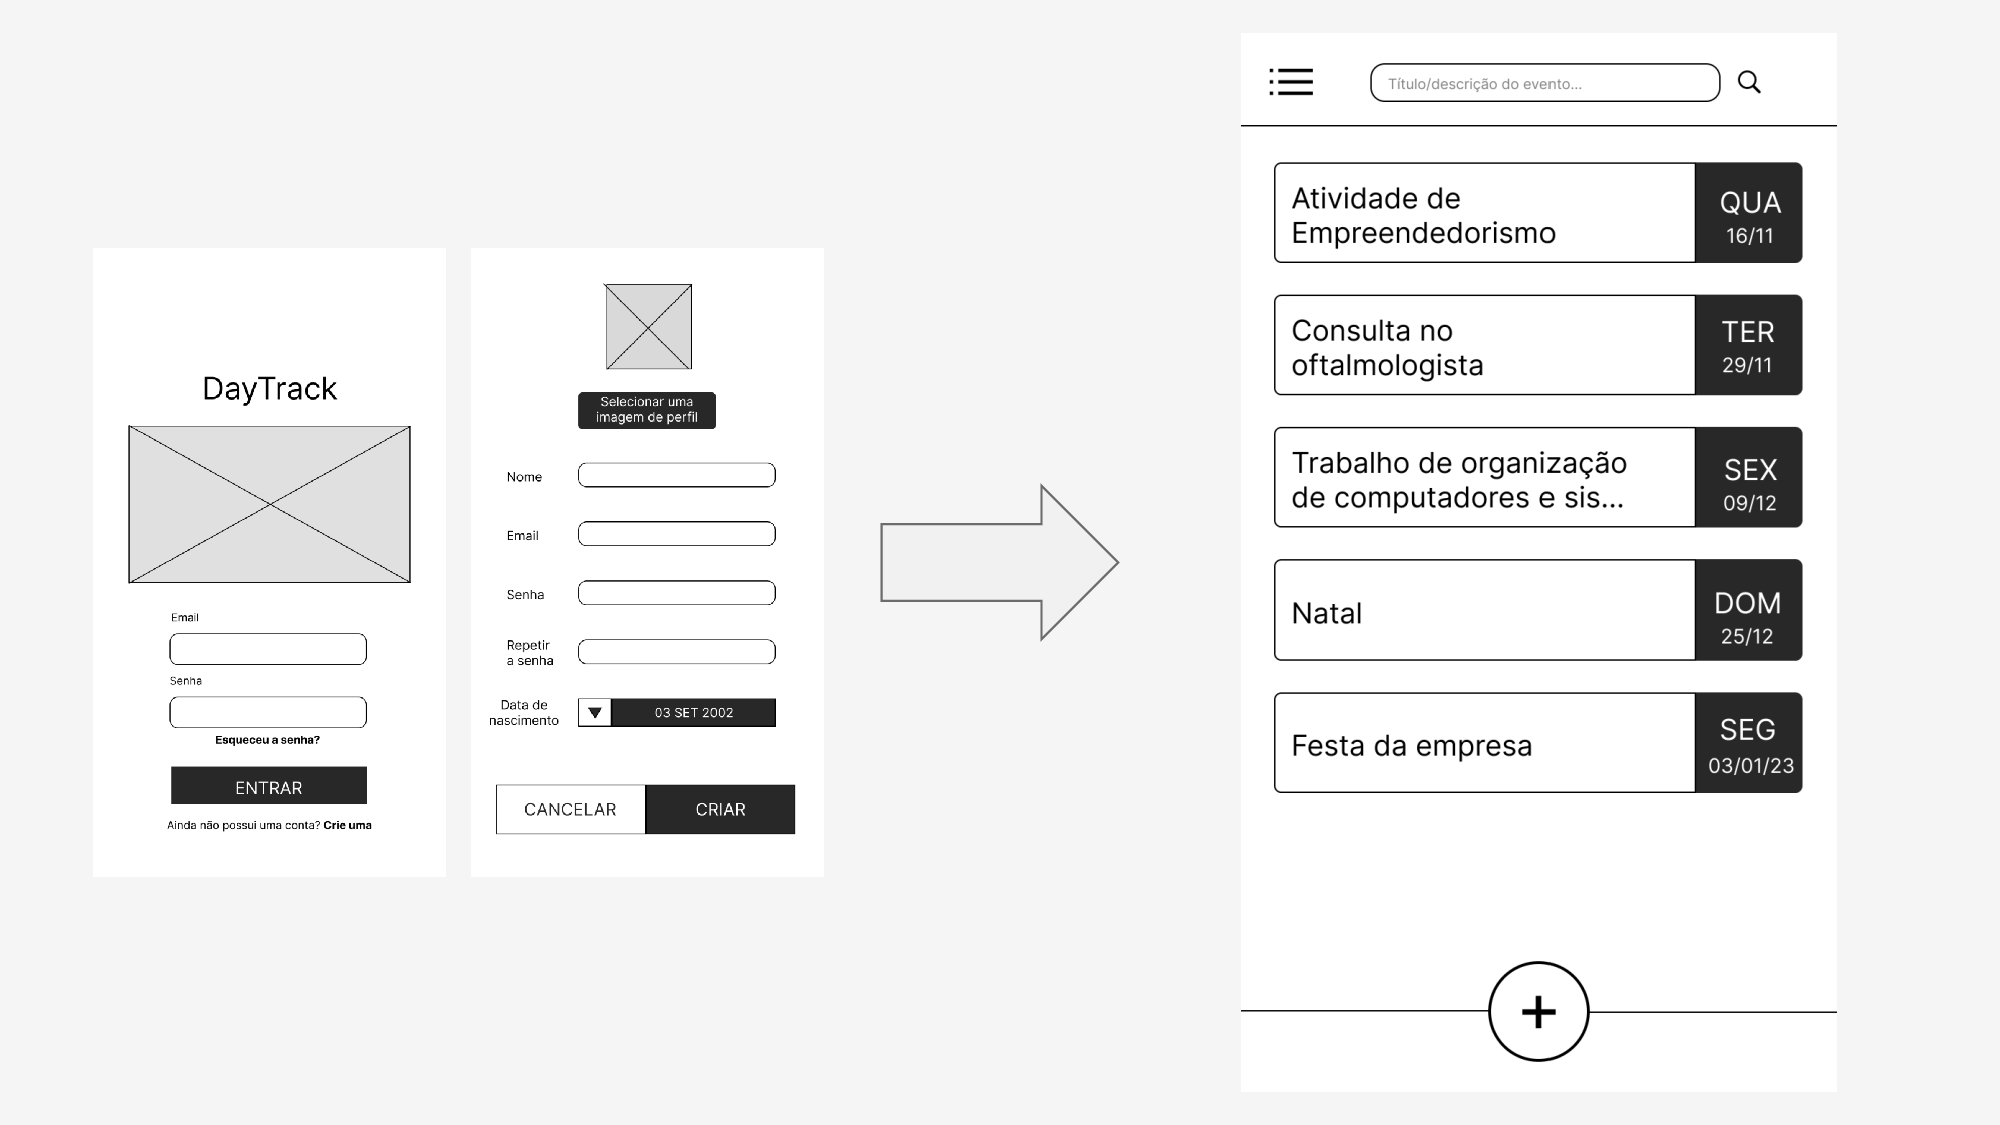 DayTrack
Email
Senha
Esqueceu a senha?
ENTRAR
Ainda não possui uma conta? Crie uma
Selecionar uma
imagem de perfil
Nome
Email
Senha
Repetir
a senha
Data de
nascimento
03 SET 2002
CANCELAR
CRIAR
Título/descrição do evento...
Atividade de
Empreendedorismo
QUA
16/11
Consulta no
oftalmologista
TER
29/11
Trabalho de organização
de computadores e sis...
SEX
09/12
Natal
DOM
25/12
Festa da empresa
SEG
03/01/23